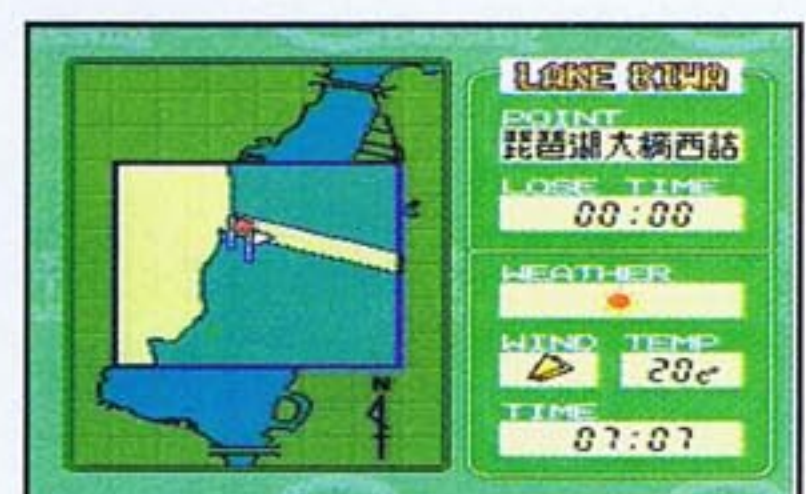 LAKE BIWA
POINT
琵琶湖大橋西詰
LOSE TIME
00:00
WEATHER
WIND TEMP
20℃
TIME
07:07
N